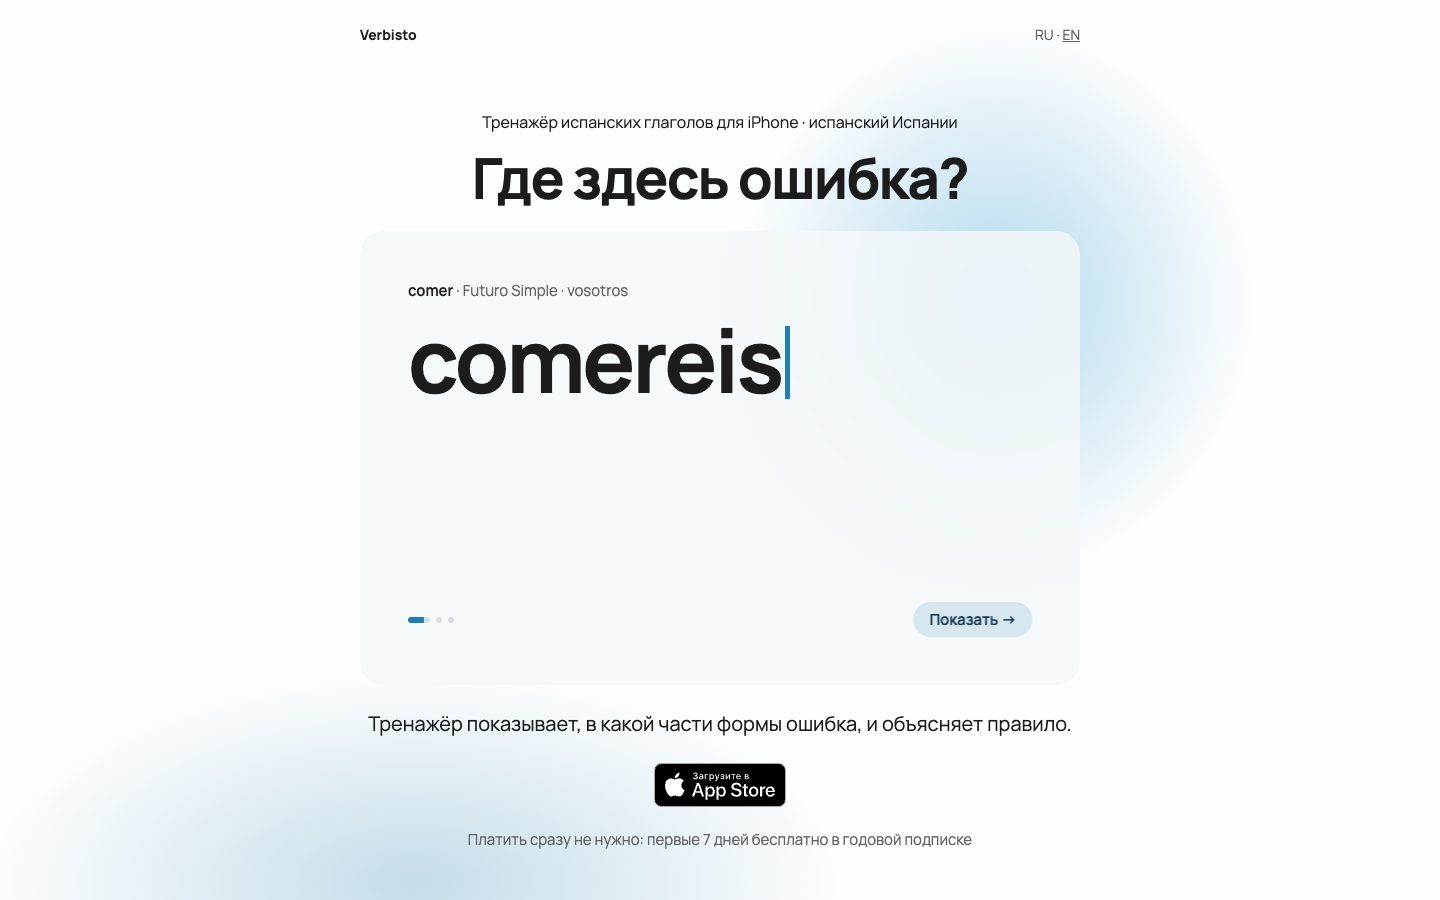 Verbisto
RU · EN
Тренажёр испанских глаголов для iPhone · испанский Испании
Где здесь ошибка?
comer · Futuro Simple · vosotros
comereis
Показать →
Тренажёр показывает, в какой части формы ошибка, и объясняет правило.
Загрузите в
App Store
Платить сразу не нужно: первые 7 дней бесплатно в годовой подписке